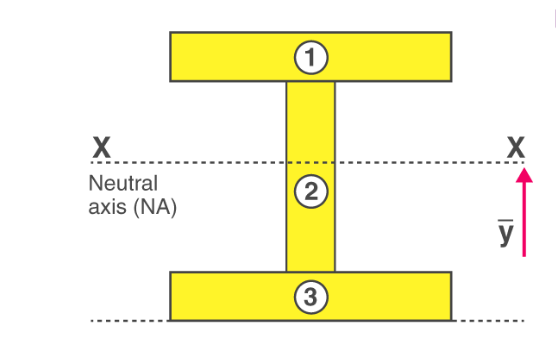 1
X X
Neutral
axis (NA)
2
y̅
3